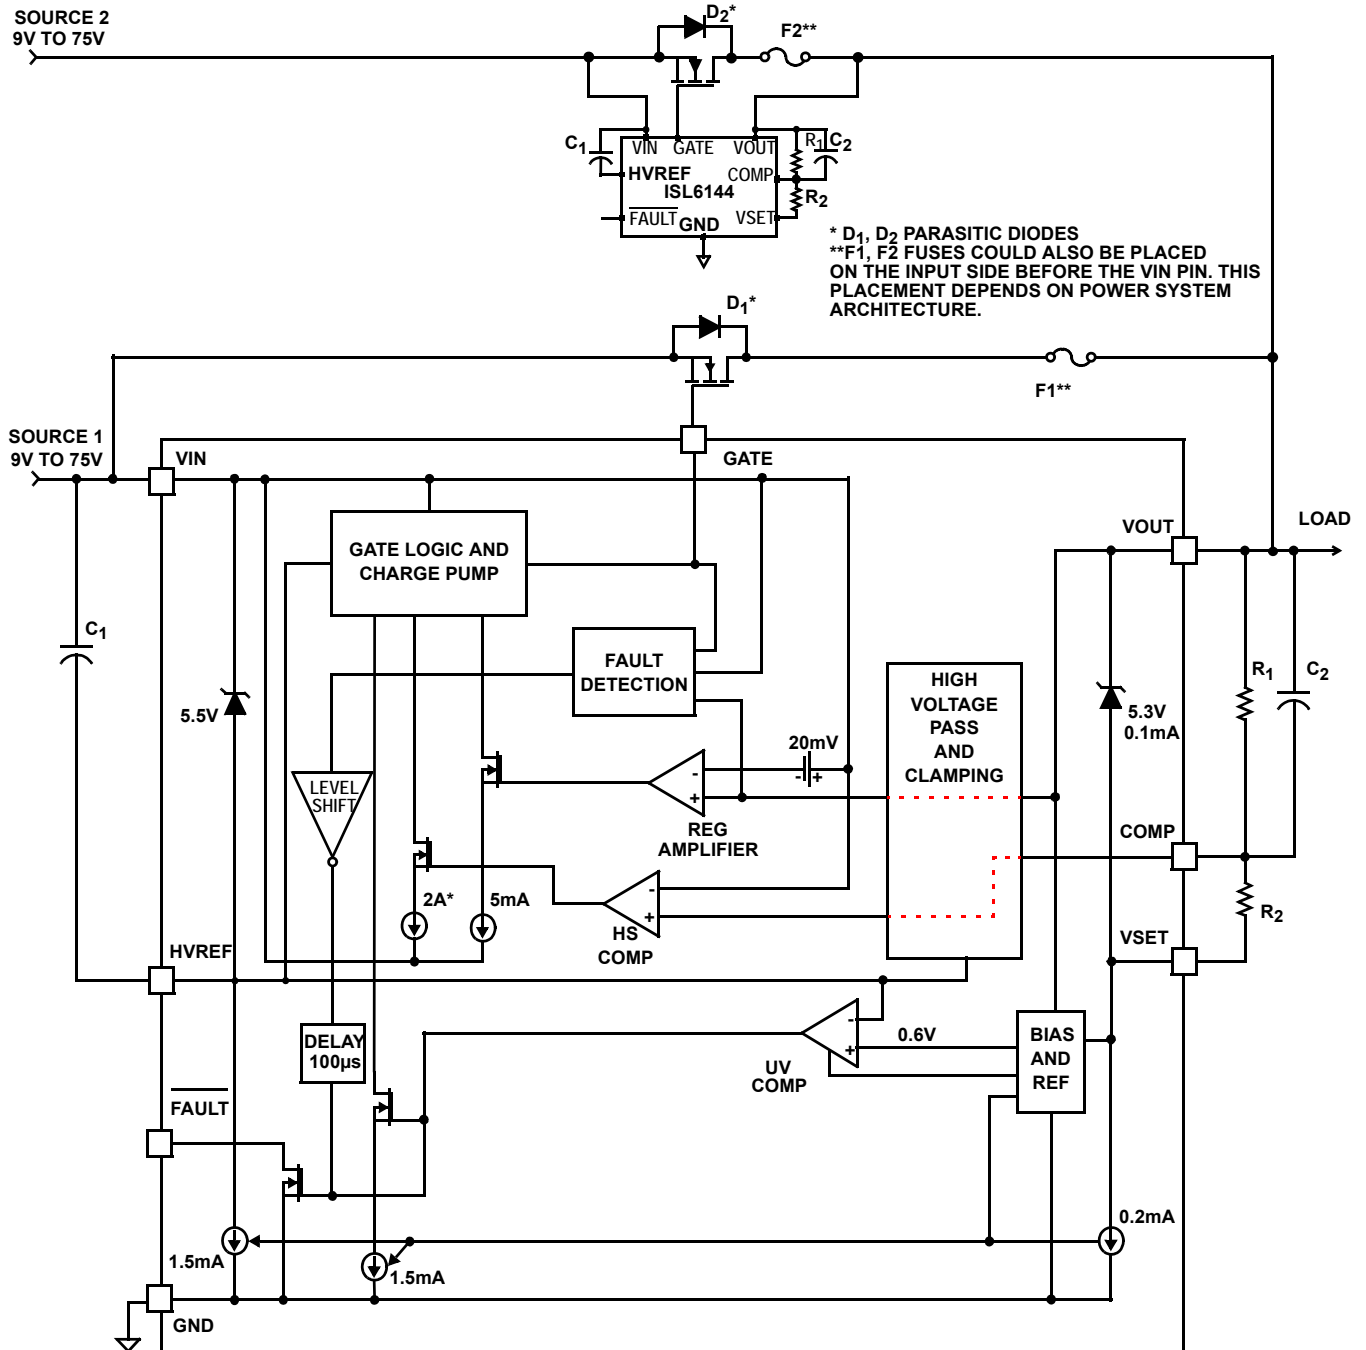 SOURCE 2
9V TO 75V
D2*
F2**
C1
VIN GATE VOUT
R1
C2
HVREF
COMP
ISL6144
R2
FAULT GND VSET
* D1, D2 PARASITIC DIODES
**F1, F2 FUSES COULD ALSO BE PLACED
ON THE INPUT SIDE BEFORE THE VIN PIN. THIS
PLACEMENT DEPENDS ON POWER SYSTEM
ARCHITECTURE.
D1*
F1**
SOURCE 1
9V TO 75V
VIN
GATE
VOUT
LOAD
GATE LOGIC AND
CHARGE PUMP
C1
FAULT
DETECTION
HIGH
VOLTAGE
PASS
AND
CLAMPING
R1
C2
5.5V
5.3V
0.1mA
20mV
-
+
LEVEL
SHIFT
-
+
REG
AMPLIFIER
COMP
2A*
5mA
-
+
HS
COMP
R2
HVREF
VSET
DELAY
100µs
-
+
0.6V
UV
COMP
BIAS
AND
REF
FAULT
0.2mA
1.5mA
1.5mA
GND